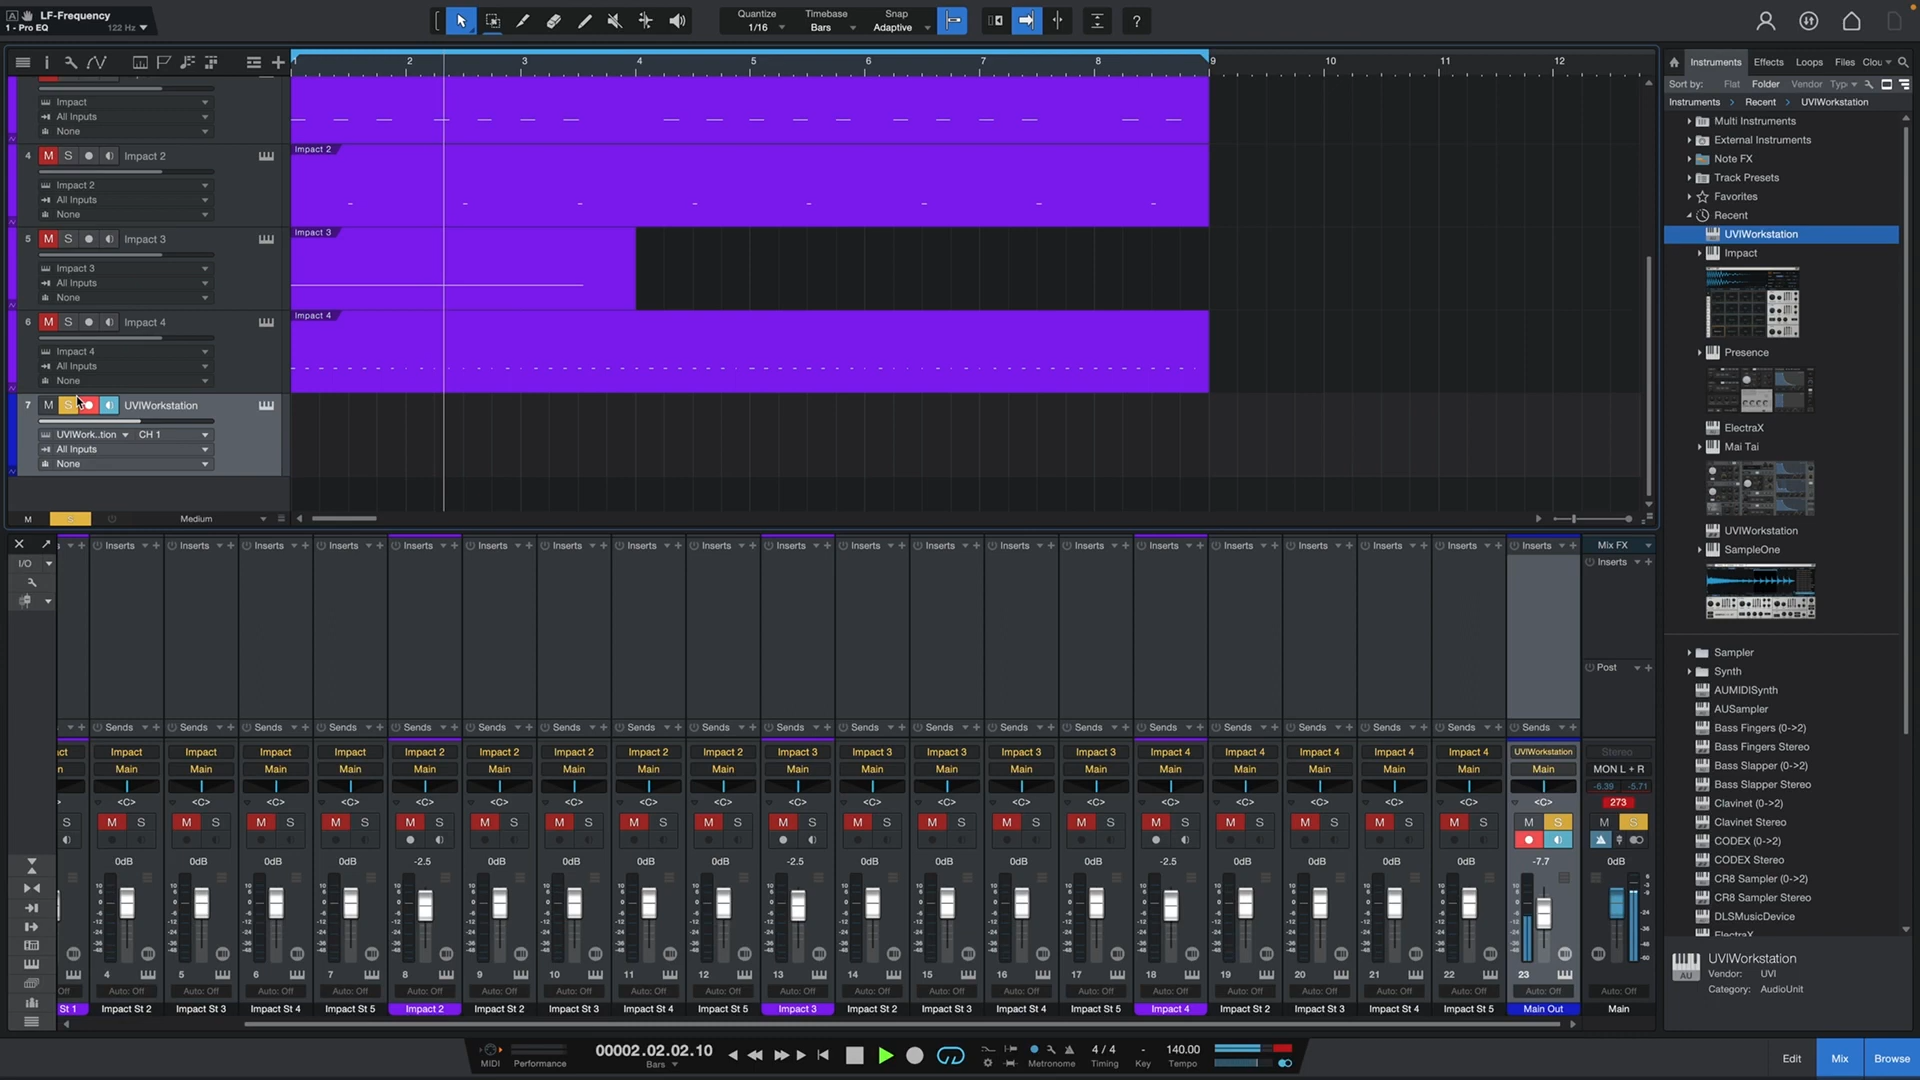 LF-Frequency
1 - Pro EQ
122 Hz
Quantize
1/16
Timebase
Bars
Snap
Adaptive
?
2 3 4 5 6 7 8 9 10 11 12
Impact
All Inputs
None
4 M S Impact 2
Impact 2
All Inputs
None
5 M S Impact 3
Impact 3
All Inputs
None
6 M S Impact 4
Impact 4
All Inputs
None
7 M S UVIWorkstation
UVIWork..tion CH 1
All Inputs
None
Impact 2
Impact 3
Impact 4
M S Medium
Instruments Effects Loops Files Clou
Sort by: Flat Folder Vendor Typ
Instruments > Recent > UVIWorkstation
Multi Instruments
External Instruments
Note FX
Track Presets
Favorites
Recent
UVIWorkstation
Impact
Presence
ElectraX
Mai Tai
UVIWorkstation
SampleOne
Sampler
Synth
AUMIDISynth
AUSampler
Bass Fingers (0->2)
Bass Fingers Stereo
Bass Slapper (0->2)
Bass Slapper Stereo
Clavinet (0->2)
Clavinet Stereo
CODEX (0->2)
CODEX Stereo
CR8 Sampler (0->2)
CR8 Sampler Stereo
DLSMusicDevice
ElectraX
UVIWorkstation
Vendor: UVI
Category: AudioUnit
I/O
Inserts Inserts Inserts Inserts Inserts Inserts Inserts Inserts Inserts Inserts Inserts Inserts Inserts Inserts Inserts Inserts Inserts Inserts Inserts Inserts Mix FX
Inserts
Post
Sends Sends Sends Sends Sends Sends Sends Sends Sends Sends Sends Sends Sends Sends Sends Sends Sends Sends Sends Sends
Impact Impact Impact Impact Impact 2 Impact 2 Impact 2 Impact 2 Impact 2 Impact 3 Impact 3 Impact 3 Impact 3 Impact 3 Impact 4 Impact 4 Impact 4 Impact 4 Impact 4 UVIWorkstation Stereo
Main Main Main Main Main Main Main Main Main Main Main Main Main Main Main Main Main Main Main Main MON L + R
-6.39 -5.71
<C> <C> <C> <C> <C> <C> <C> <C> <C> <C> <C> <C> <C> <C> <C> <C> <C> <C> <C> <C> 273
S M S M S M S M S M S M S M S M S M S M S M S M S M S M S M S M S M S M S M S M S M S
0dB 0dB 0dB 0dB -2.5 0dB 0dB 0dB 0dB -2.5 0dB 0dB 0dB 0dB -2.5 0dB 0dB 0dB 0dB -7.7 0dB
4 5 6 7 8 9 10 11 12 13 14 15 16 17 18 19 20 21 22 23
Off Auto: Off Auto: Off Auto: Off Auto: Off Auto: Off Auto: Off Auto: Off Auto: Off Auto: Off Auto: Off Auto: Off Auto: Off Auto: Off Auto: Off Auto: Off Auto: Off Auto: Off Auto: Off Auto: Off Auto: Off Auto: Off
St 1 Impact St 2 Impact St 3 Impact St 4 Impact St 5 Impact 2 Impact St 2 Impact St 3 Impact St 4 Impact St 5 Impact 3 Impact St 2 Impact St 3 Impact St 4 Impact St 5 Impact 4 Impact St 2 Impact St 3 Impact St 4 Impact St 5 Main Out Main
MIDI Performance
00002.02.02.10
Bars
Metronome
4 / 4
Timing
-
Key
140.00
Tempo
Edit Mix Browse